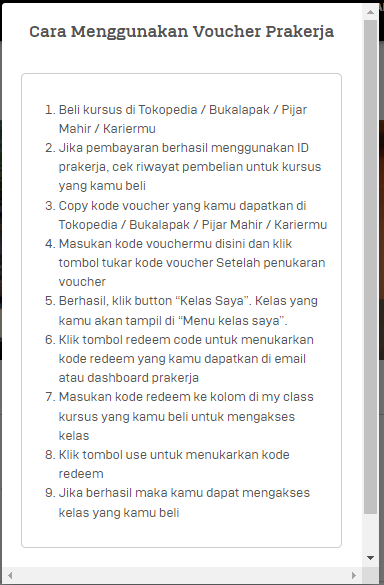 Cara Menggunakan Voucher Prakerja
1. Beli kursus di Tokopedia / Bukalapak / Pijar
Mahir / Kariermu
2. Jika pembayaran berhasil menggunakan ID
prakerja, cek riwayat pembelian untuk kursus
yang kamu beli
3. Copy kode voucher yang kamu dapatkan di
Tokopedia / Bukalapak / Pijar Mahir / Kariermu
4. Masukan kode vouchermu disini dan klik
tombol tukar kode voucher Setelah penukaran
voucher
5. Berhasil, klik button “Kelas Saya”. Kelas yang
kamu akan tampil di “Menu kelas saya”.
6. Klik tombol redeem code untuk menukarkan
kode redeem yang kamu dapatkan di email
atau dashboard prakerja
7. Masukan kode redeem ke kolom di my class
kursus yang kamu beli untuk mengakses
kelas
8. Klik tombol use untuk menukarkan kode
redeem
9. Jika berhasil maka kamu dapat mengakses
kelas yang kamu beli